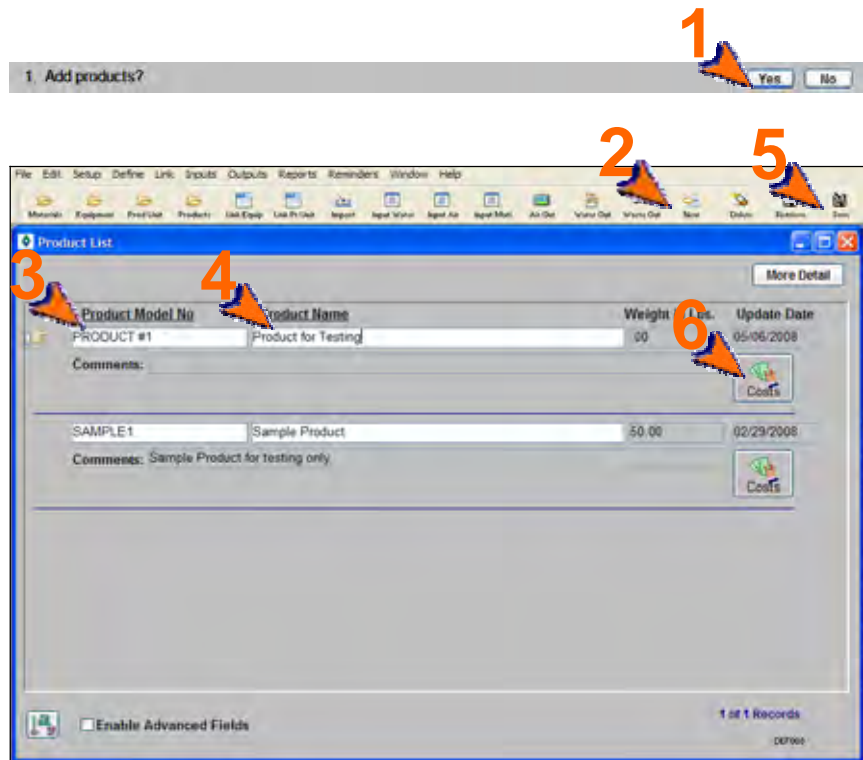 1
1. Add products?
Yes
No
2
5
File Edit Setup Define Link Inputs Outputs Reports Reminders Window Help
Materials Equipment Prod Unit Products Link Equip Link Pr Unit Import Input Water Input Air Input Matl Air Out Waste Out New Delete Save
Product List
More Detail
3
4
Product Model No
Product Name
Weight
Lbs.
Update Date
PRODUCT #1
Product for Testing
.00
05/06/2008
6
Comments:
Costs
SAMPLE1
Sample Product
50.00
02/29/2008
Comments: Sample Product for testing only
Costs
Enable Advanced Fields
1 of 1 Records